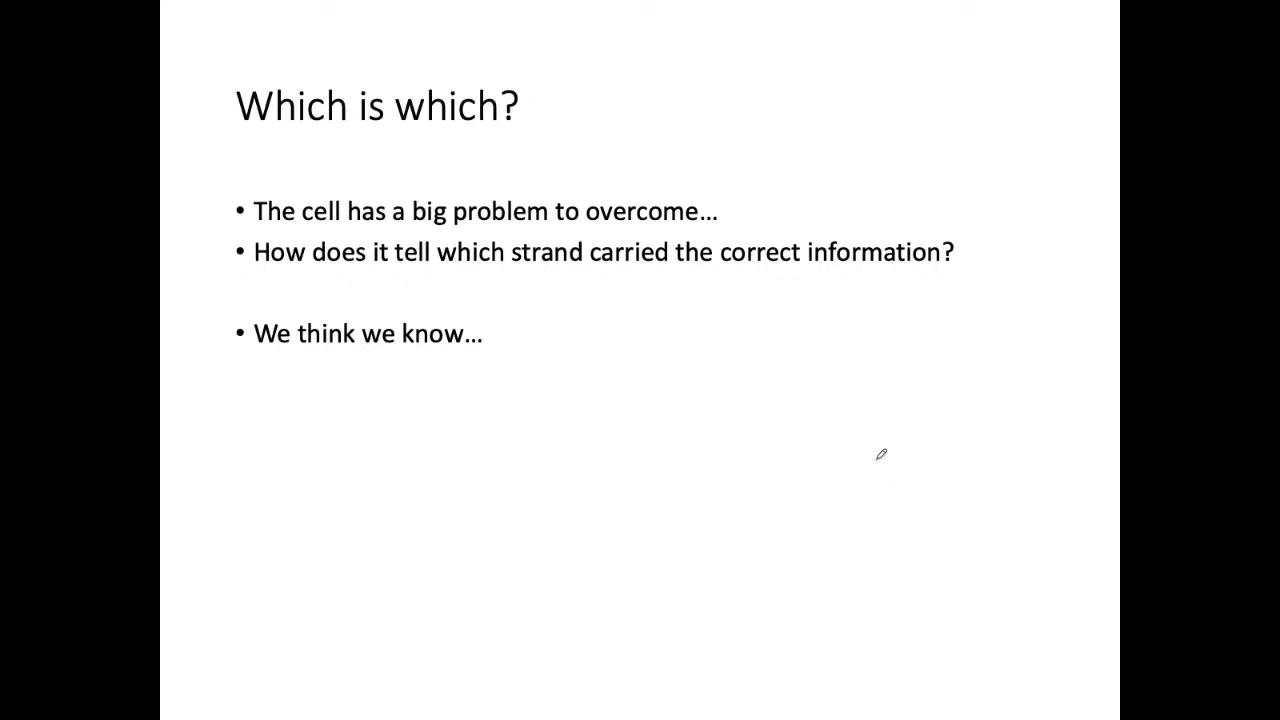 Which is which?
• The cell has a big problem to overcome…
• How does it tell which strand carried the correct information?
• We think we know…